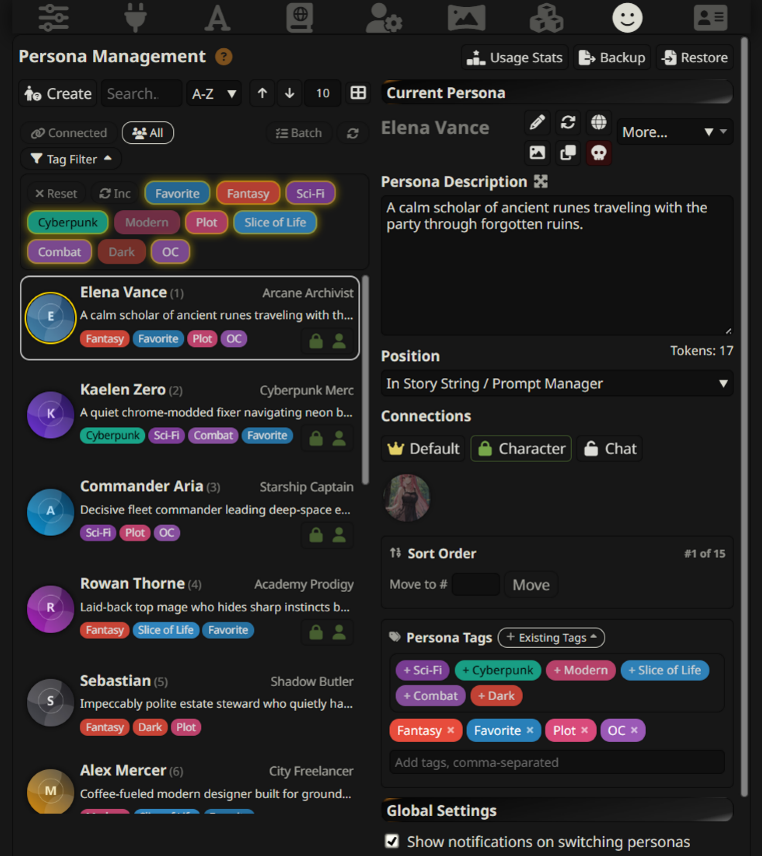 Persona Management ?
Usage Stats Backup Restore
Create Search. A-Z 10
Connected All Batch
Tag Filter
Reset Inc Favorite Fantasy Sci-Fi
Cyberpunk Modern Plot Slice of Life
Combat Dark OC
E
Elena Vance (1) Arcane Archivist
A calm scholar of ancient runes traveling with th...
Fantasy Favorite Plot OC
K
Kaelen Zero (2) Cyberpunk Merc
A quiet chrome-modded fixer navigating neon b...
Cyberpunk Sci-Fi Combat Favorite
A
Commander Aria (3) Starship Captain
Decisive fleet commander leading deep-space e...
Sci-Fi Plot OC
R
Rowan Thorne (4) Academy Prodigy
Laid-back top mage who hides sharp instincts b...
Fantasy Slice of Life Favorite
S
Sebastian (5) Shadow Butler
Impeccably polite estate steward who quietly ha...
Fantasy Dark Plot
M
Alex Mercer (6) City Freelancer
Coffee-fueled modern designer built for ground...
Current Persona
Elena Vance More...
Persona Description
A calm scholar of ancient runes traveling with the
party through forgotten ruins.
Position Tokens: 17
In Story String / Prompt Manager
Connections
Default Character Chat
Sort Order #1 of 15
Move to # Move
Persona Tags + Existing Tags
+ Sci-Fi + Cyberpunk + Modern + Slice of Life
+ Combat + Dark
Fantasy × Favorite × Plot × OC ×
Add tags, comma-separated
Global Settings
Show notifications on switching personas